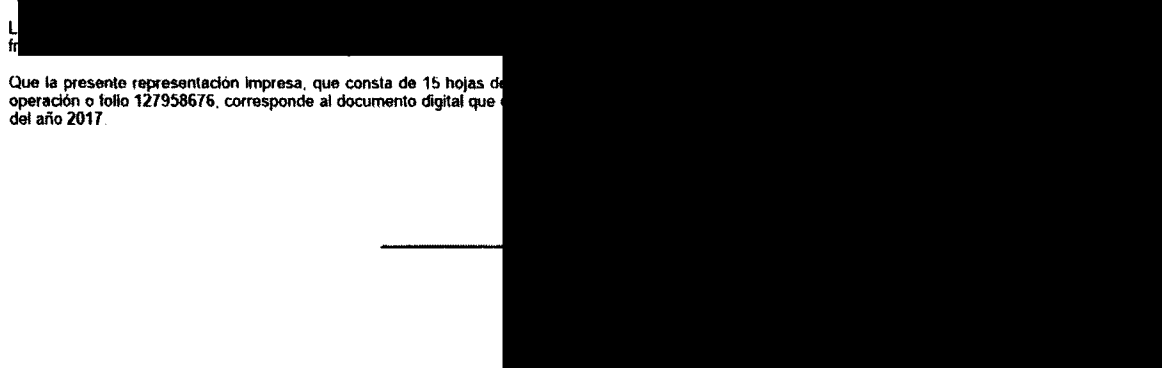 L
fr
Que la presente representación impresa, que consta de 15 hojas de
operación o folio 127958676, corresponde al documento digital que
del año 2017.